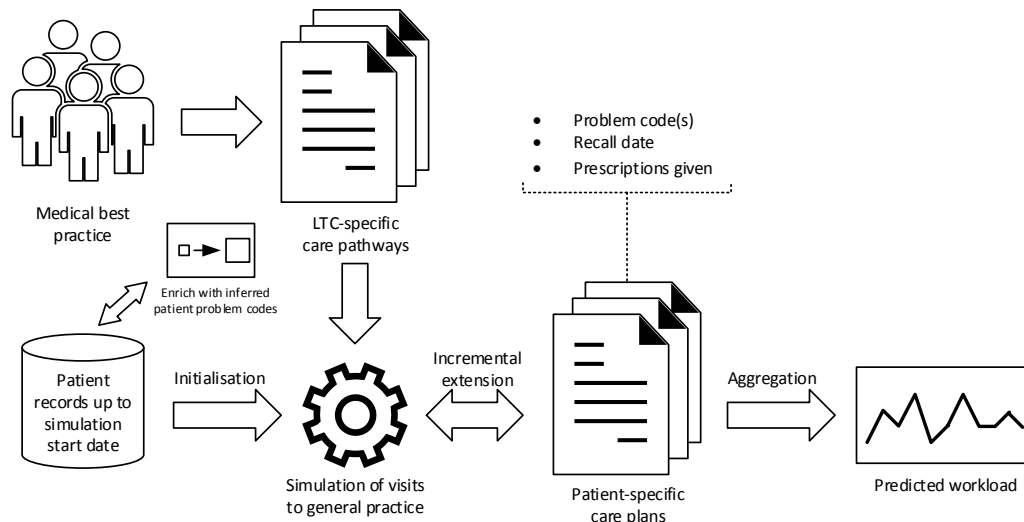 Medical best
practice
LTC-specific
care pathways
• Problem code(s)
• Recall date
• Prescriptions given
Enrich with inferred
patient problem codes
Patient
records up to
simulation
start date
Initialisation
Simulation of visits
to general practice
Incremental
extension
Patient-specific
care plans
Aggregation
Predicted workload